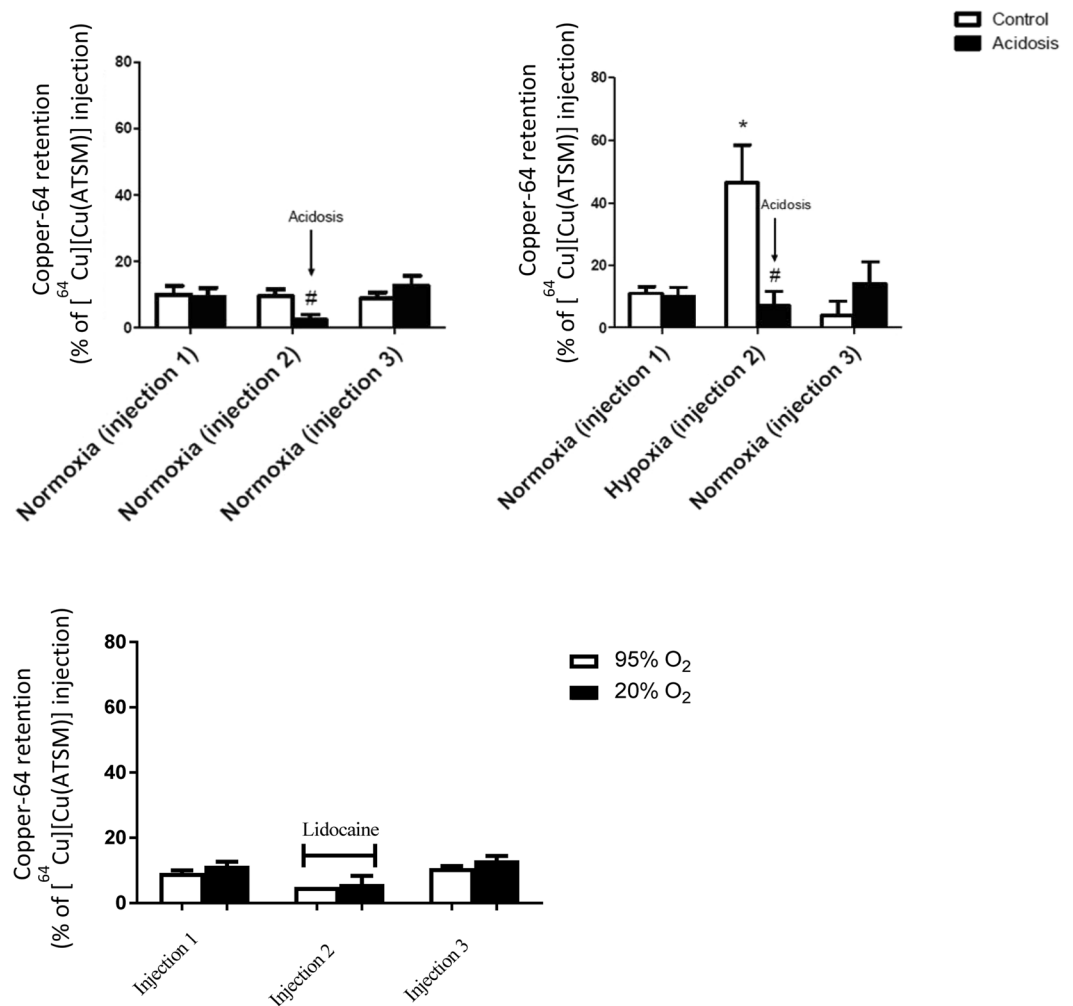 Control
Acidosis
Copper-64 retention
(% of [64Cu][Cu(ATSM)] injection)
80
60
40
20
0
Acidosis
#
Normoxia (injection 1)
Normoxia (injection 2)
Normoxia (injection 3)
Copper-64 retention
(% of [64Cu][Cu(ATSM)] injection)
80
60
40
20
0
*
Acidosis
#
Normoxia (injection 1)
Hypoxia (injection 2)
Normoxia (injection 3)
Copper-64 retention
(% of [64Cu][Cu(ATSM)] injection)
80
60
40
20
0
Lidocaine
Injection 1
Injection 2
Injection 3
95% O2
20% O2